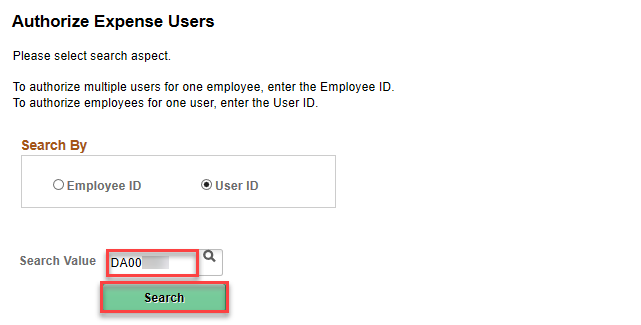 Authorize Expense Users
Please select search aspect.
To authorize multiple users for one employee, enter the Employee ID.
To authorize employees for one user, enter the User ID.
Search By
Employee ID
User ID
Search Value
DA00
Search